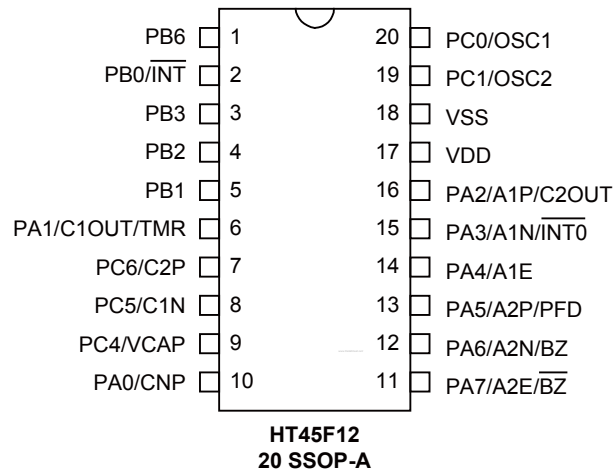 PB6 1 20 PC0/OSC1
PB0/I̅N̅T̅ 2 19 PC1/OSC2
PB3 3 18 VSS
PB2 4 17 VDD
PB1 5 16 PA2/A1P/C2OUT
PA1/C1OUT/TMR 6 15 PA3/A1N/I̅N̅T̅0̅
PC6/C2P 7 14 PA4/A1E
PC5/C1N 8 13 PA5/A2P/PFD
PC4/VCAP 9 12 PA6/A2N/BZ
PA0/CNP 10 11 PA7/A2E/B̅Z̅
HT45F12
20 SSOP-A